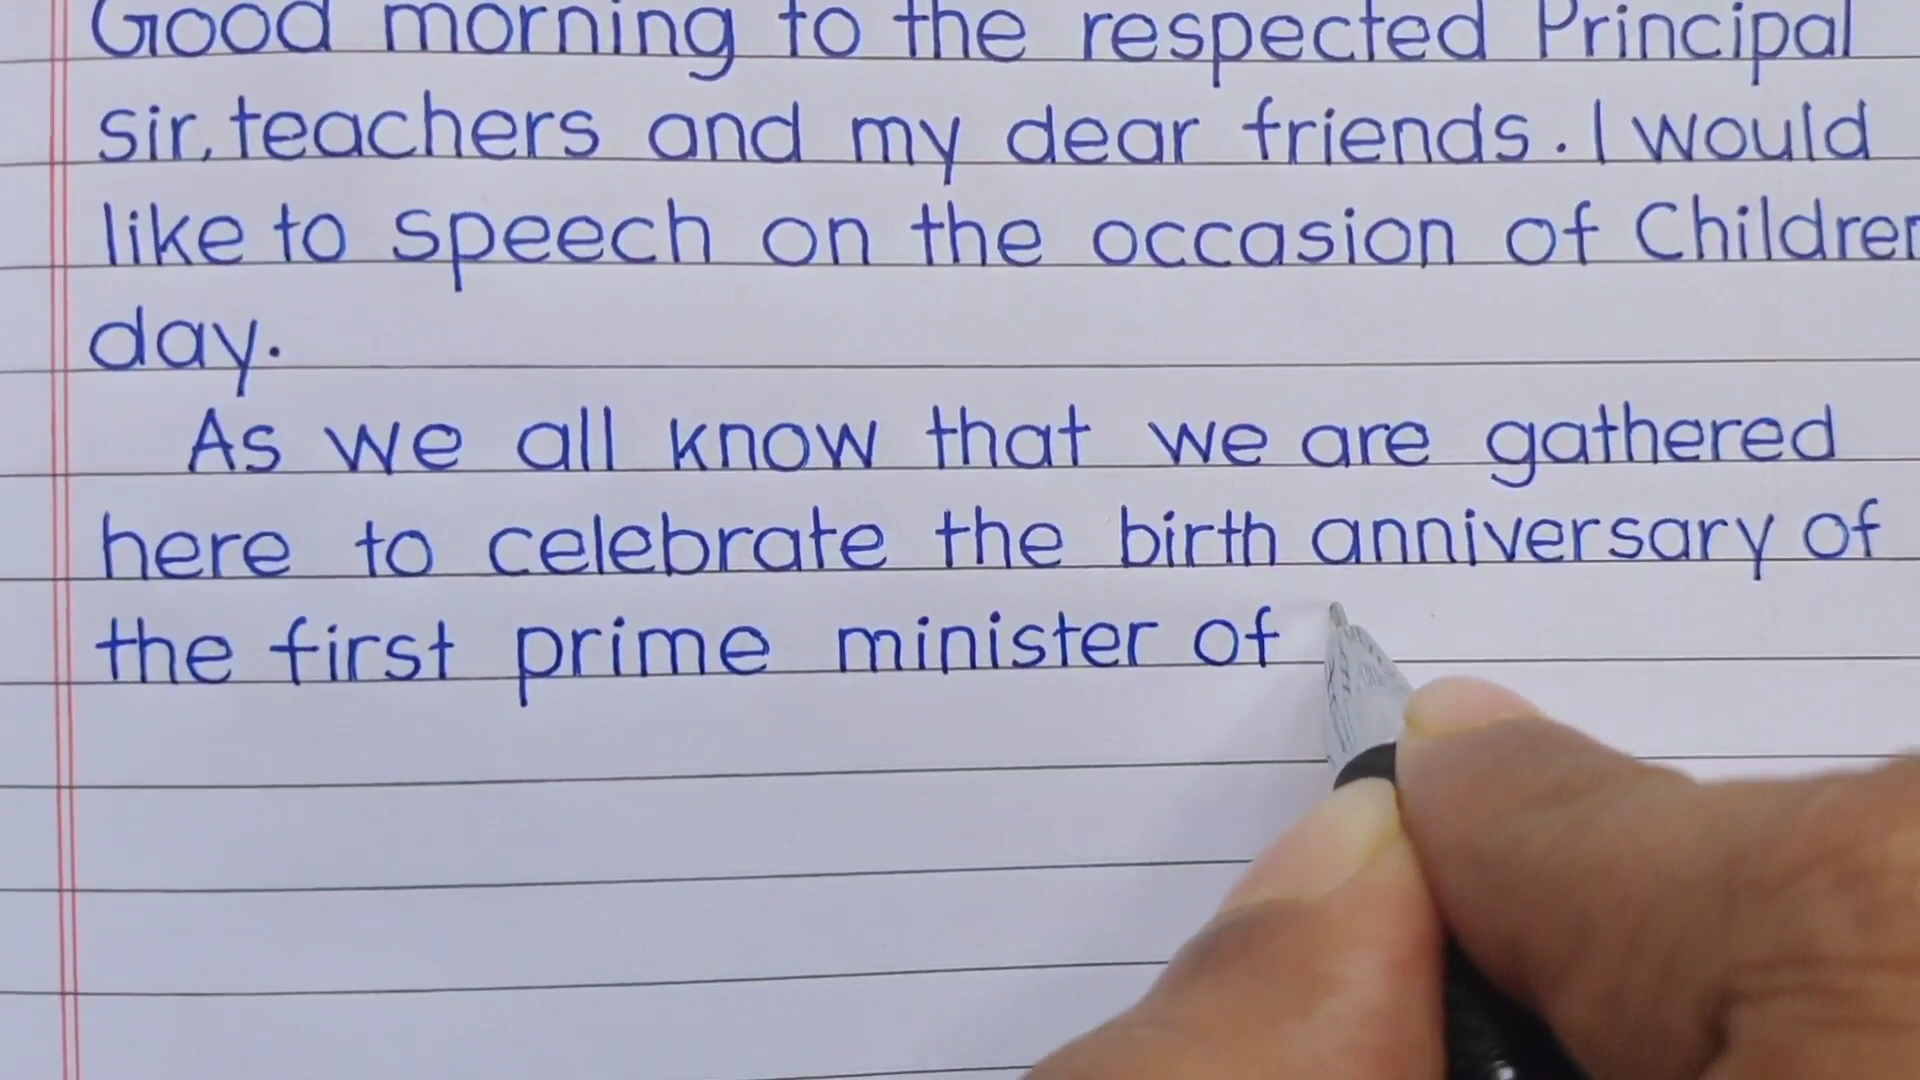 Good morning to the respected Principal
sir, teachers and my dear friends. I would
like to speech on the occasion of Children
day.
As we all know that we are gathered
here to celebrate the birth anniversary of
the first prime minister of